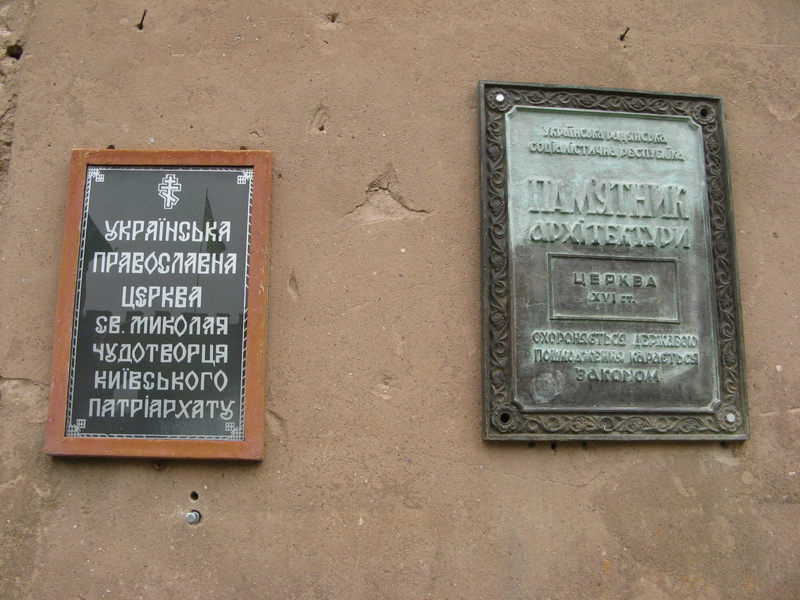 УКРАЇНСЬКА
ПРАВОСЛАВНА
ЦЕРКВА
СВ. МИКОЛАЯ
ЧУДОТВОРЦЯ
КИЇВСЬКОГО
ПАТРІАРХАТУ
УКРАЇНСЬКА РАДЯНСЬКА
СОЦІАЛІСТИЧНА РЕСПУБЛІКА
ПАМ'ЯТНИК
АРХІТЕКТУРИ
ЦЕРКВА
XVI ст.
ОХОРОНЯЄТЬСЯ ДЕРЖАВОЮ
ПОШКОДЖЕННЯ КАРАЄТЬСЯ
ЗАКОНОМ